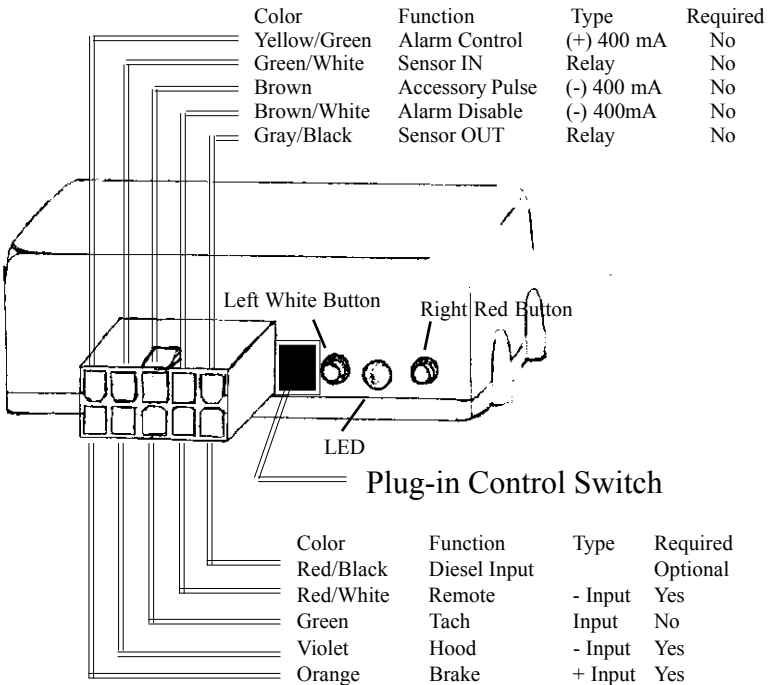 Color Function Type Required
Yellow/Green Alarm Control (+) 400 mA No
Green/White Sensor IN Relay No
Brown Accessory Pulse (-) 400 mA No
Brown/White Alarm Disable (-) 400mA No
Gray/Black Sensor OUT Relay No
Left White Button
Right Red Button
LED
Plug-in Control Switch
Color Function Type Required
Red/Black Diesel Input Optional
Red/White Remote - Input Yes
Green Tach Input No
Violet Hood - Input Yes
Orange Brake + Input Yes